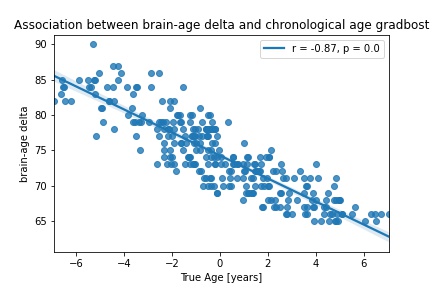 Association between brain-age delta and chronological age gradbost
r = -0.87, p = 0.0
brain-age delta
90
85
80
75
70
65
−6 −4 −2 0 2 4 6
True Age [years]